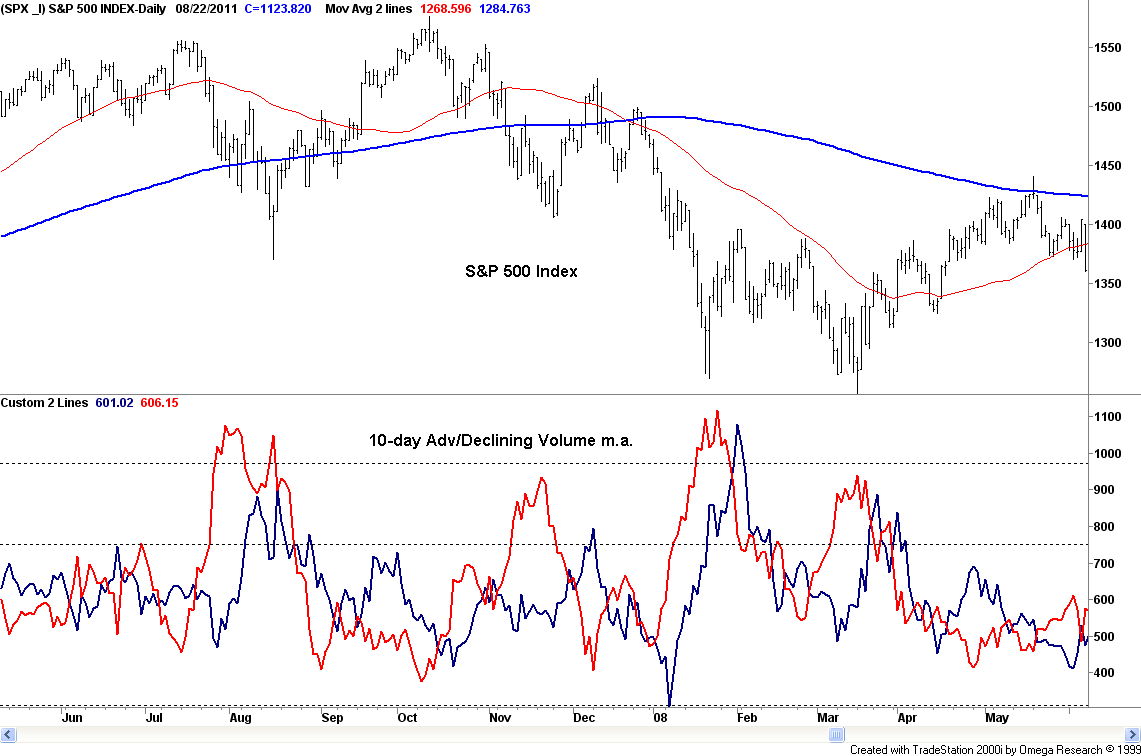 (SPX _I) S&P 500 INDEX-Daily 08/22/2011 C=1123.820 Mov Avg 2 lines 1268.596 1284.763
1550
1500
1450
1400
S&P 500 Index
1350
1300
Custom 2 Lines 601.02 606.15
1100
10-day Adv/Declining Volume m.a.
1000
900
800
700
600
500
400
Jun Jul Aug Sep Oct Nov Dec 08 Feb Mar Apr May
Created with TradeStation 2000i by Omega Research © 1999